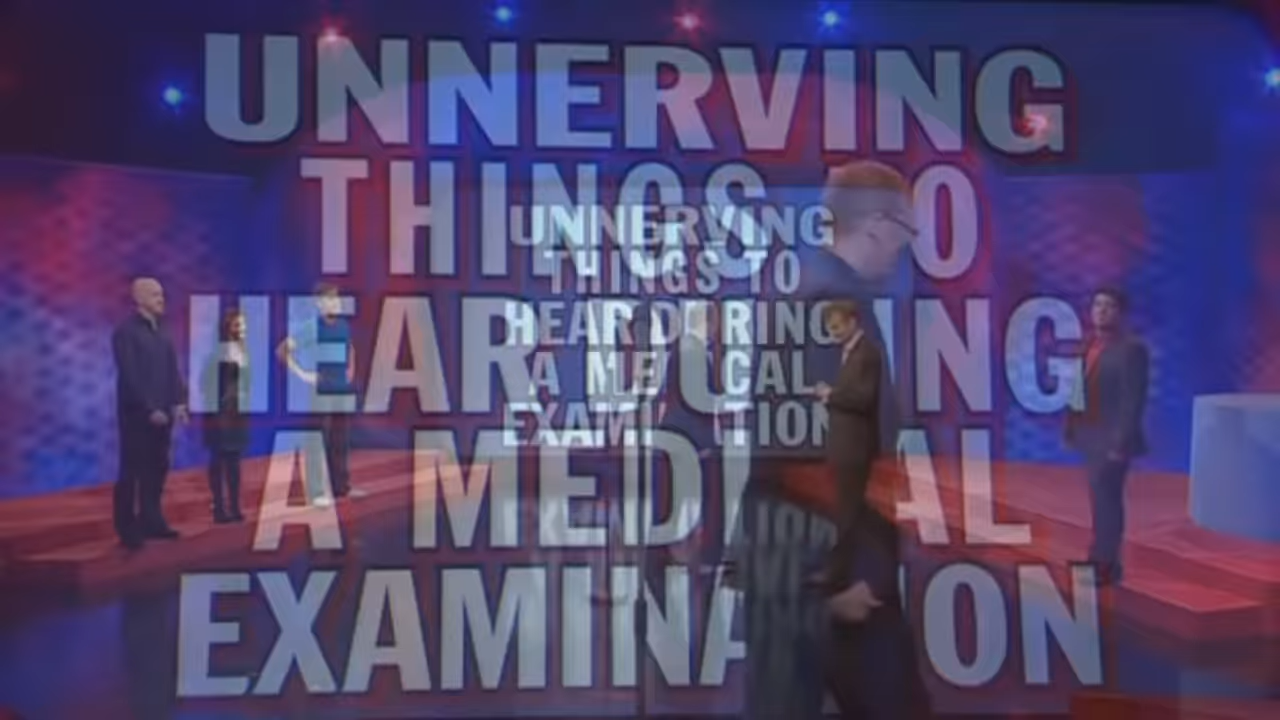 UNNERVING
THINGS TO
HEAR DURING
A MEDICAL
EXAMINATION
UNNERVING
THINGS TO
HEAR DURING
A MEDICAL
EXAMINATION